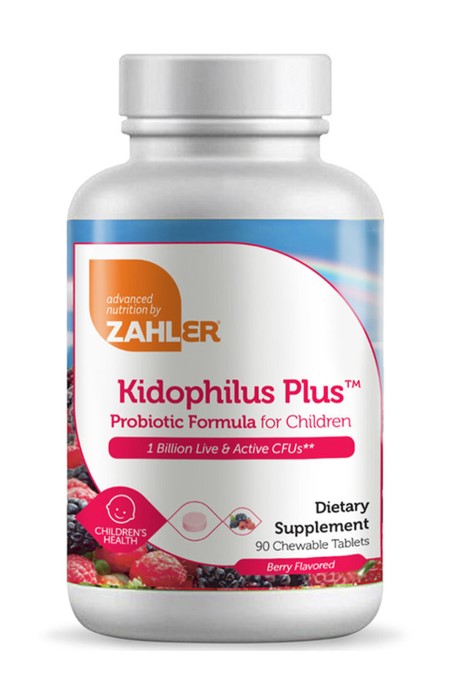 advanced
nutrition by
ZAHLER®
Kidophilus Plus™
Probiotic Formula for Children
1 Billion Live & Active CFUs**
CHILDREN'S
HEALTH
Dietary
Supplement
90 Chewable Tablets
Berry Flavored